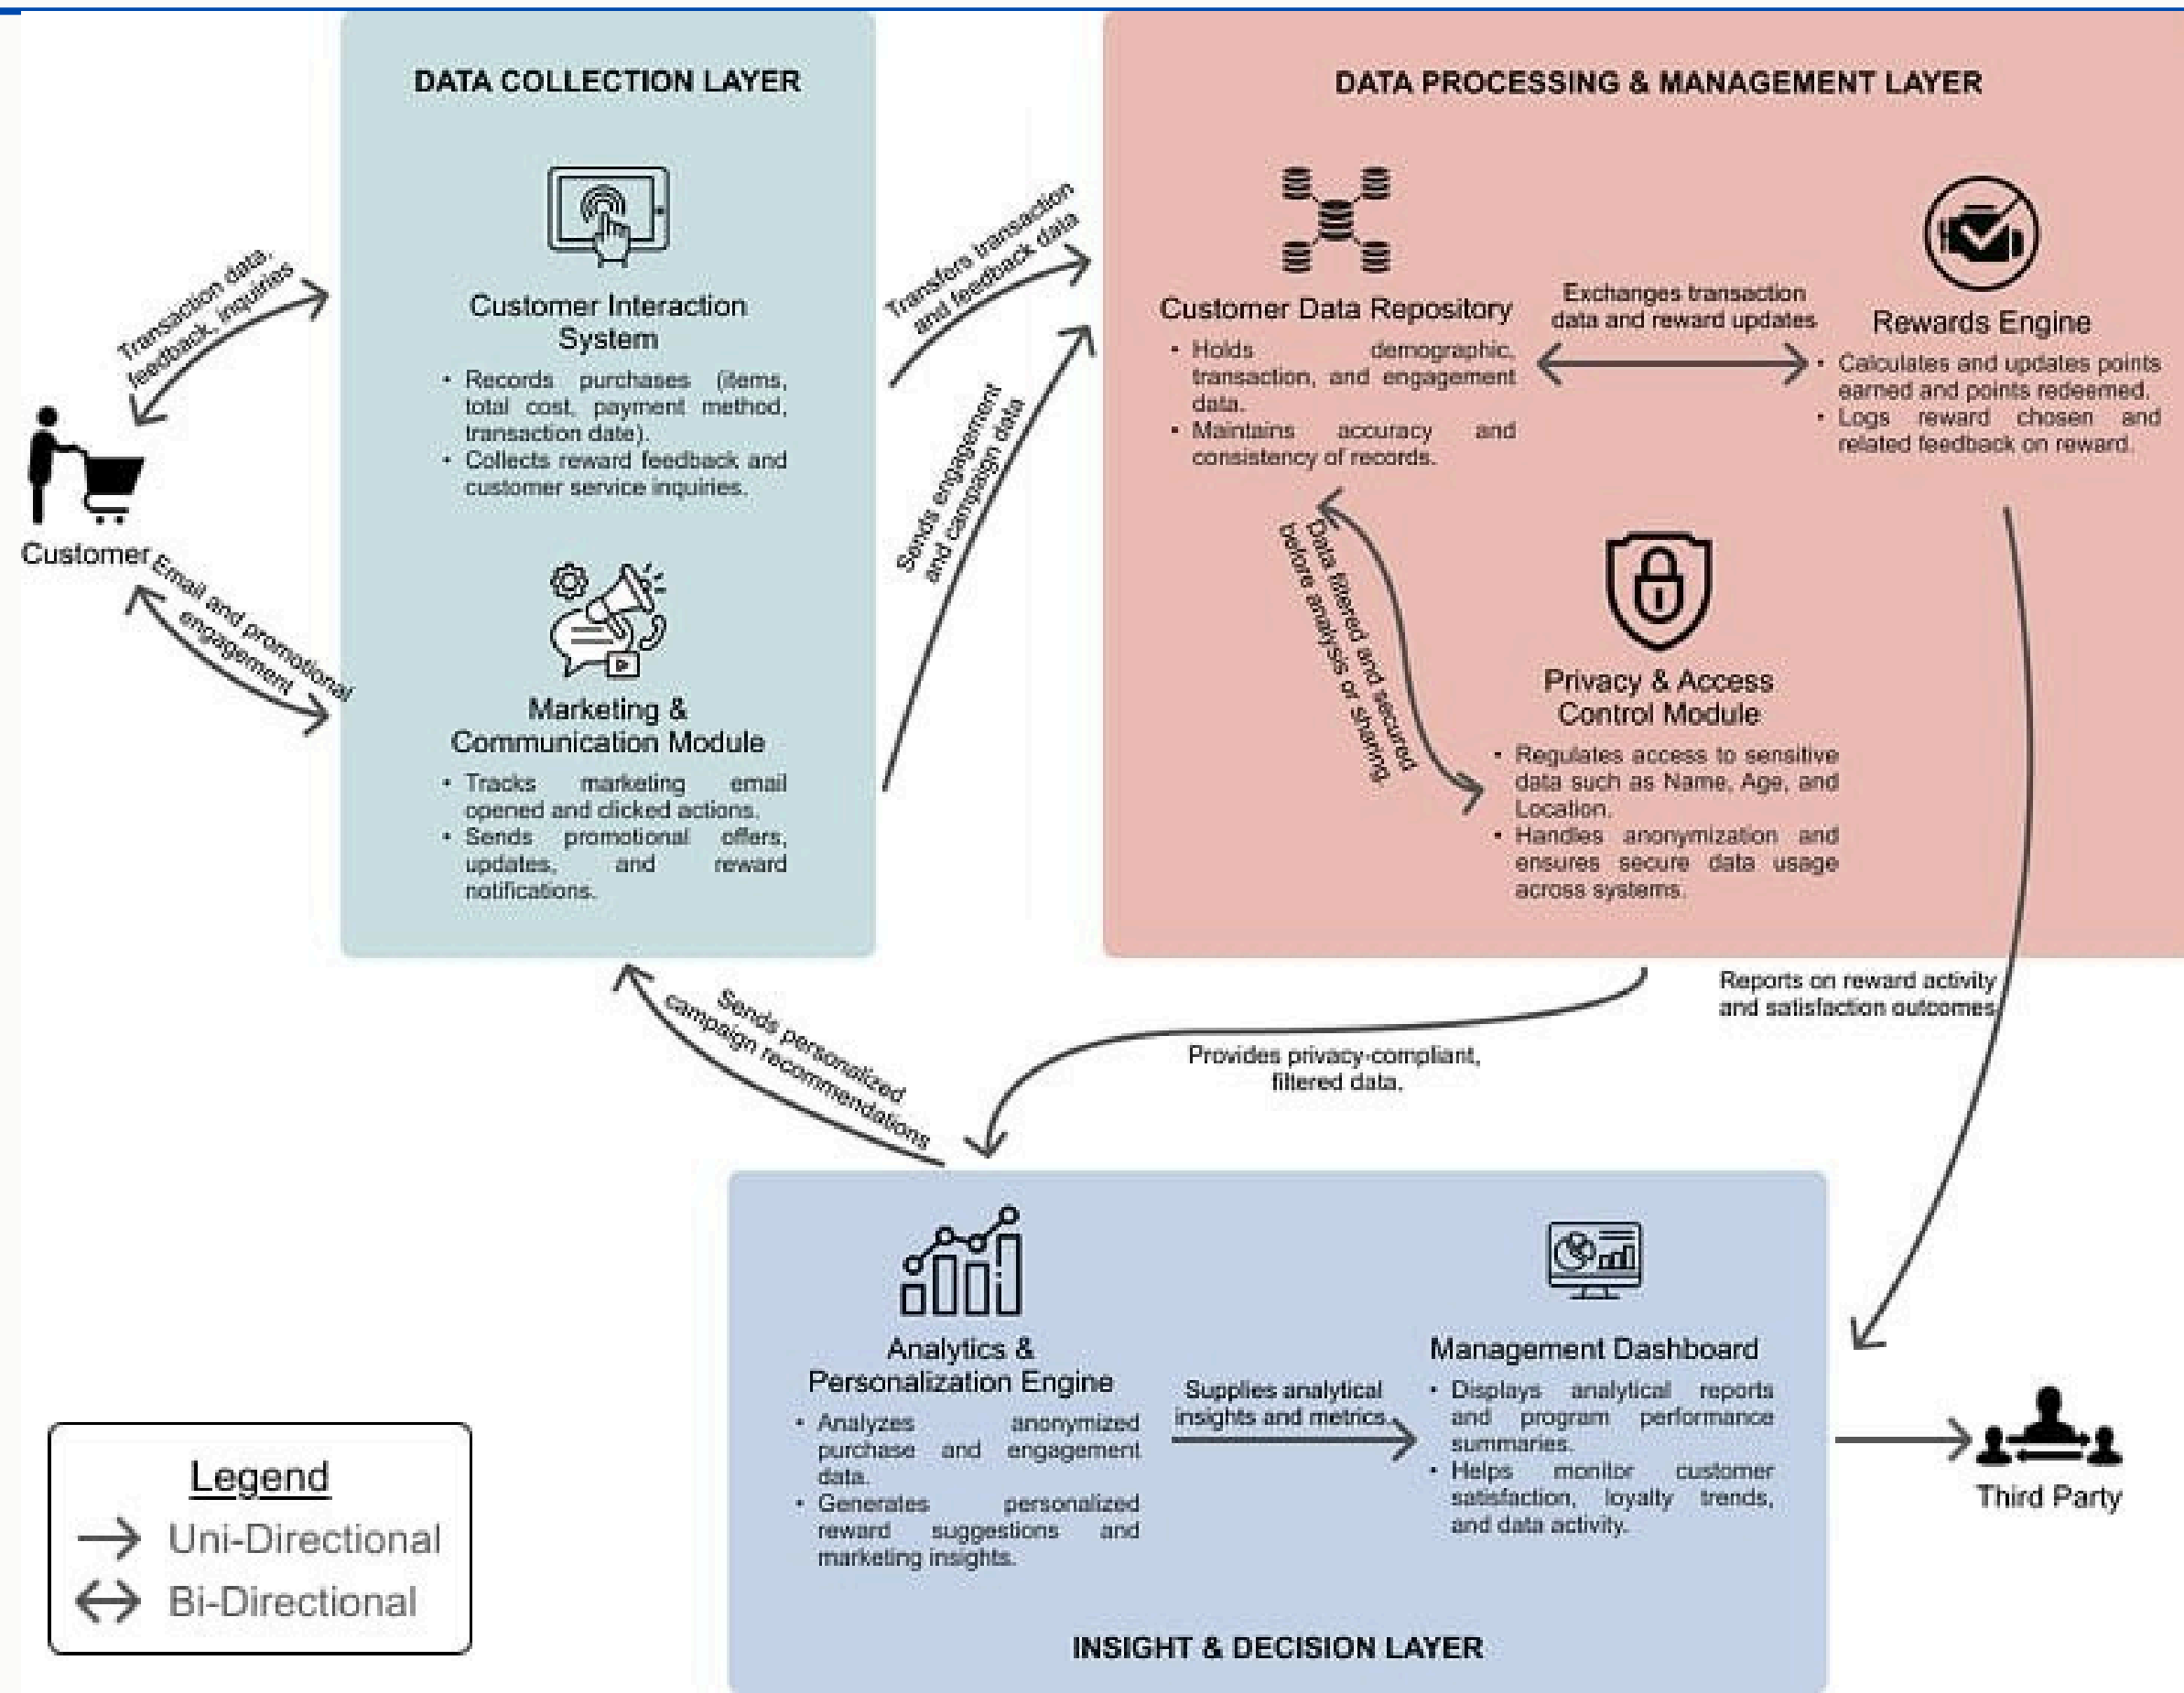 DATA COLLECTION LAYER
Customer Interaction
System
• Records purchases (items,
total cost, payment method,
transaction date).
• Collects reward feedback and
customer service inquiries.
Marketing &
Communication Module
• Tracks marketing email
opened and clicked actions.
• Sends promotional offers,
updates, and reward
notifications.
Transaction data,
feedback, inquiries
Customer
Email and promotional
engagement
Transfers transaction
and feedback data
Sends engagement
and campaign data
DATA PROCESSING & MANAGEMENT LAYER
Customer Data Repository
• Holds demographic,
transaction, and engagement
data.
• Maintains accuracy and
consistency of records.
Exchanges transaction
data and reward updates
Rewards Engine
• Calculates and updates points
earned and points redeemed.
• Logs reward chosen and
related feedback on reward.
Data filtered and secured
before analysis or sharing.
Privacy & Access
Control Module
• Regulates access to sensitive
data such as Name, Age, and
Location.
• Handles anonymization and
ensures secure data usage
across systems.
Sends personalized
campaign recommendations
Provides privacy-compliant,
filtered data.
Reports on reward activity
and satisfaction outcomes
Analytics &
Personalization Engine
• Analyzes anonymized
purchase and engagement
data.
• Generates personalized
reward suggestions and
marketing insights.
Supplies analytical
insights and metrics.
Management Dashboard
• Displays analytical reports
and program performance
summaries.
• Helps monitor customer
satisfaction, loyalty trends,
and data activity.
INSIGHT & DECISION LAYER
Third Party
Legend
Uni-Directional
Bi-Directional